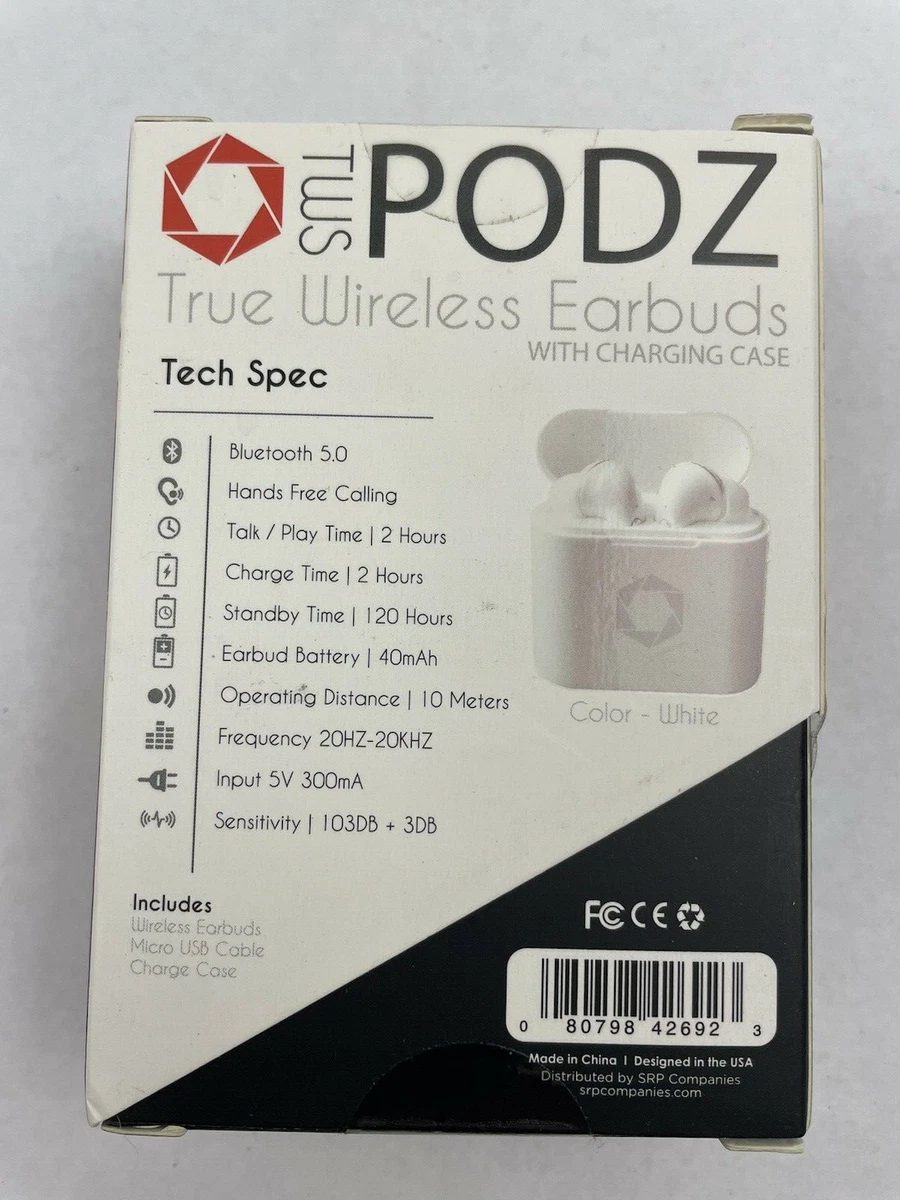 TWS PODZ
True Wireless Earbuds
WITH CHARGING CASE
Tech Spec
Bluetooth 5.0
Hands Free Calling
Talk / Play Time | 2 Hours
Charge Time | 2 Hours
Standby Time | 120 Hours
Earbud Battery | 40mAh
Operating Distance | 10 Meters
Frequency 20HZ-20KHZ
Input 5V 300mA
Sensitivity | 103DB + 3DB
Color - White
Includes
Wireless Earbuds
Micro USB Cable
Charge Case
FC CE
0 80798 42692 3
Made in China | Designed in the USA
Distributed by SRP Companies
srpcompanies.com